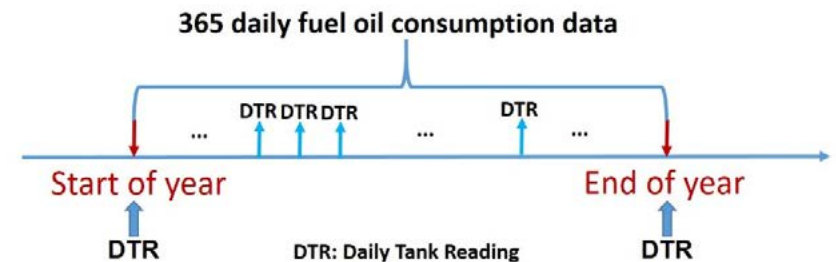 365 daily fuel oil consumption data
DTR DTR DTR DTR
... ... ...
Start of year End of year
DTR DTR: Daily Tank Reading DTR